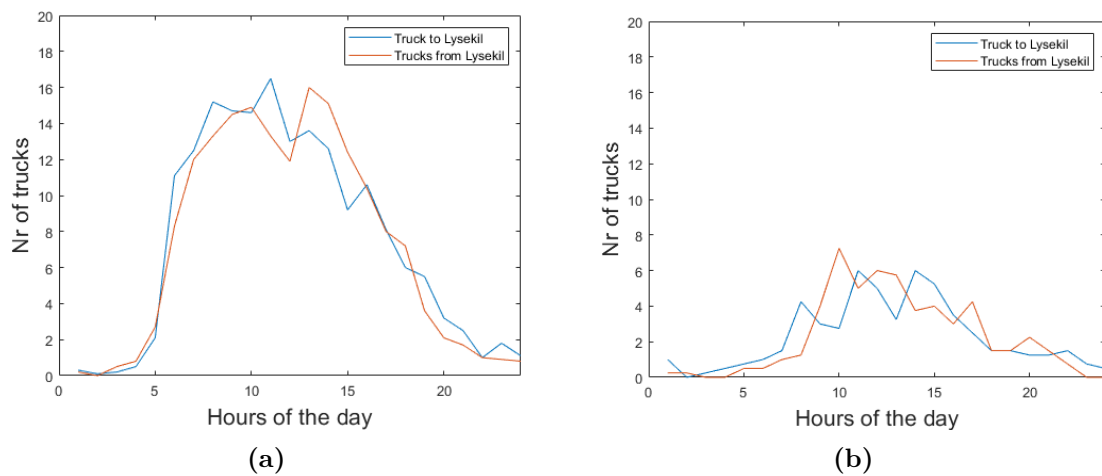 20
18
16
14
12
10
8
6
4
2
0
Nr of trucks
Truck to Lysekil
Trucks from Lysekil
0 5 10 15 20
Hours of the day
(a)
20
18
16
14
12
10
8
6
4
2
0
Nr of trucks
Truck to Lysekil
Trucks from Lysekil
0 5 10 15 20
Hours of the day
(b)